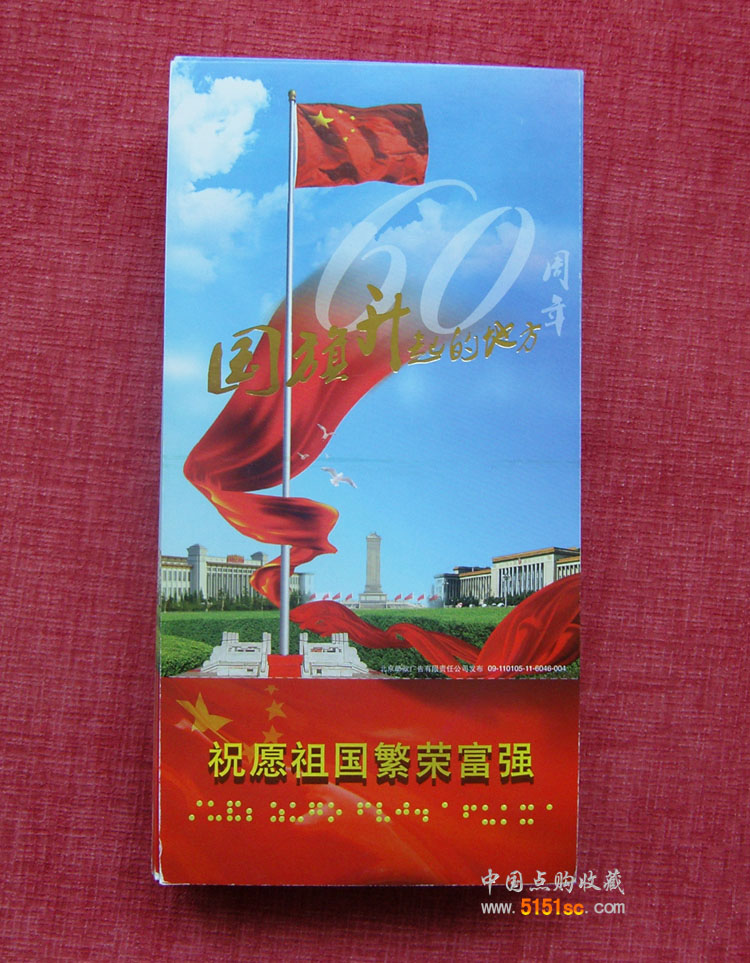 60
周年
国旗升起的地方
09-110105-11-6046-004
祝愿祖国繁荣富强
中国点购收藏
www.5151sc.com